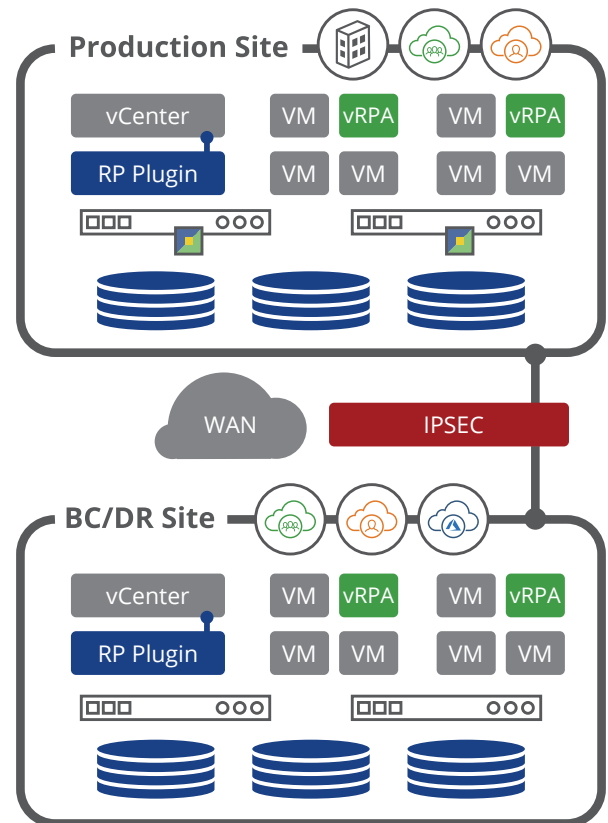 Production Site
vCenter
VM
vRPA
VM
vRPA
RP Plugin
VM
VM
VM
VM
WAN
IPSEC
BC/DR Site
vCenter
VM
vRPA
VM
vRPA
RP Plugin
VM
VM
VM
VM